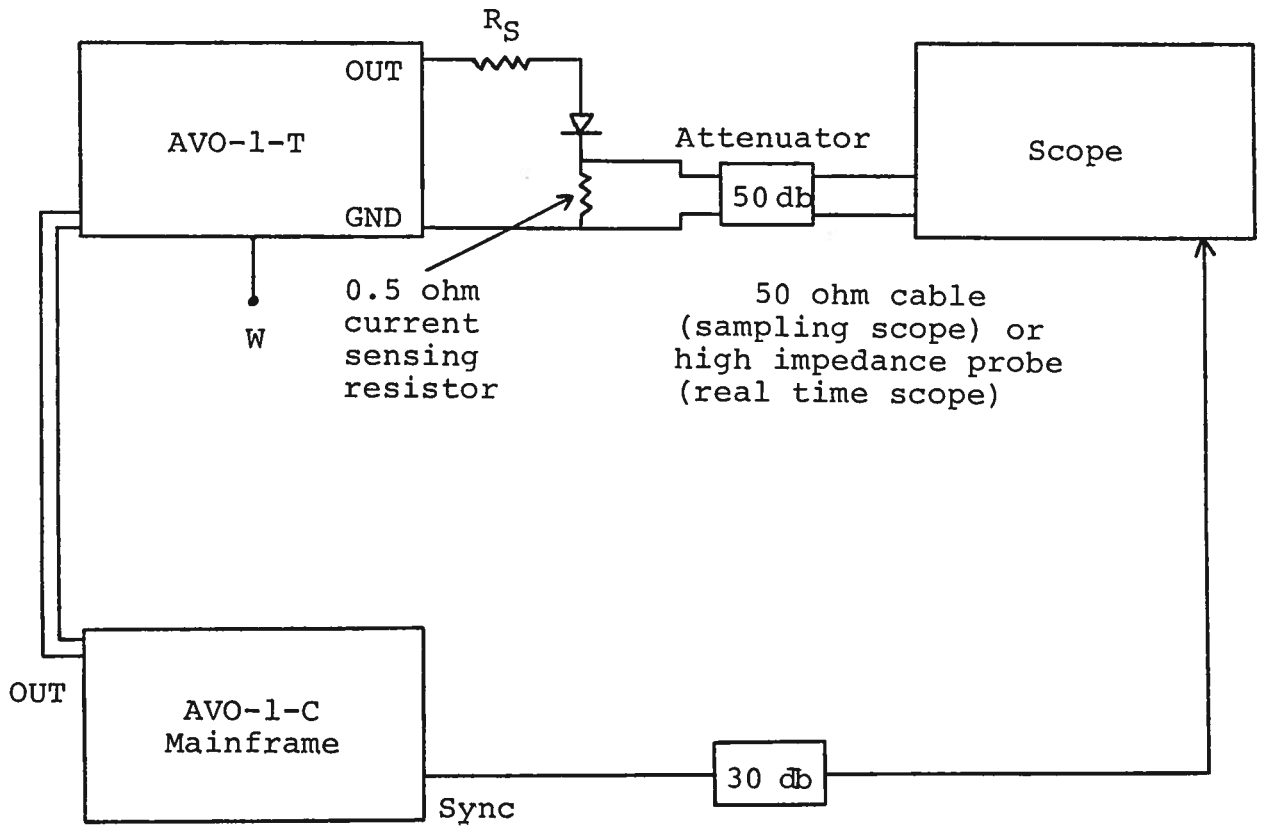 R_S
OUT
AVO-1-T
GND
W
Attenuator
50 db
Scope
0.5 ohm
current
sensing
resistor
50 ohm cable
(sampling scope) or
high impedance probe
(real time scope)
OUT
AVO-1-C
Mainframe
Sync
30 db